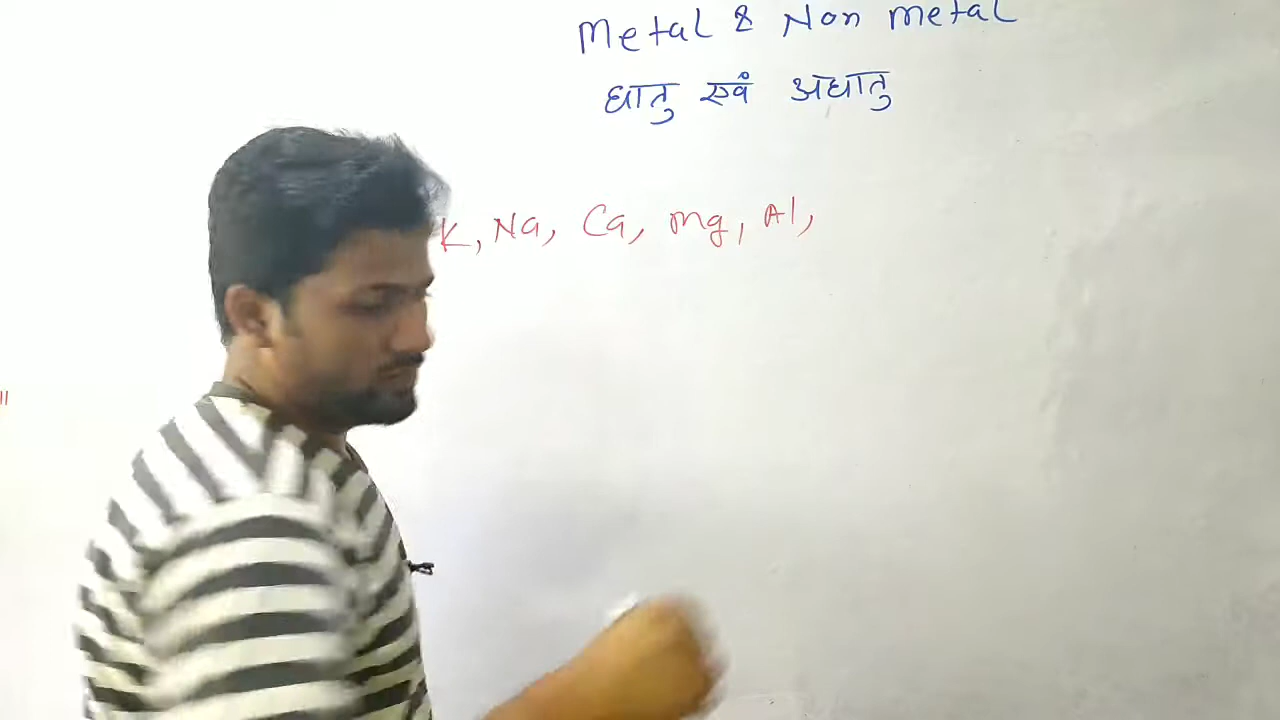 Metal & Non metal
धातु एवं अधातु
K, Na, Ca, mg, Al,